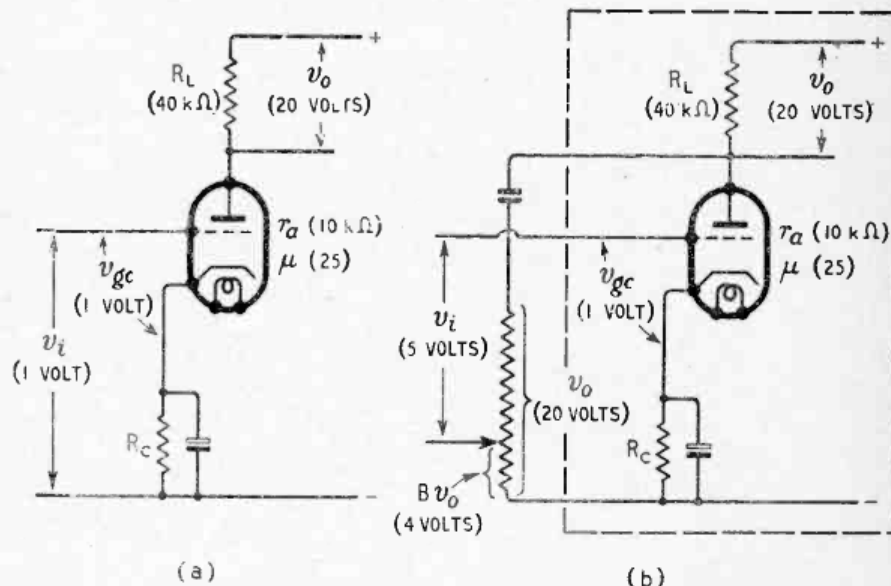 +
R_L
(40 kΩ)
v_o
(20 VOLTS)
r_a (10 kΩ)
μ (25)
v_gc
(1 VOLT)
v_i
(1 VOLT)
R_C
−
(a)
+
R_L
(40 kΩ)
v_o
(20 VOLTS)
r_a (10 kΩ)
μ (25)
v_gc
(1 VOLT)
v_i
(5 VOLTS)
v_o
(20 VOLTS)
R_C
B v_o
(4 VOLTS)
−
(b)